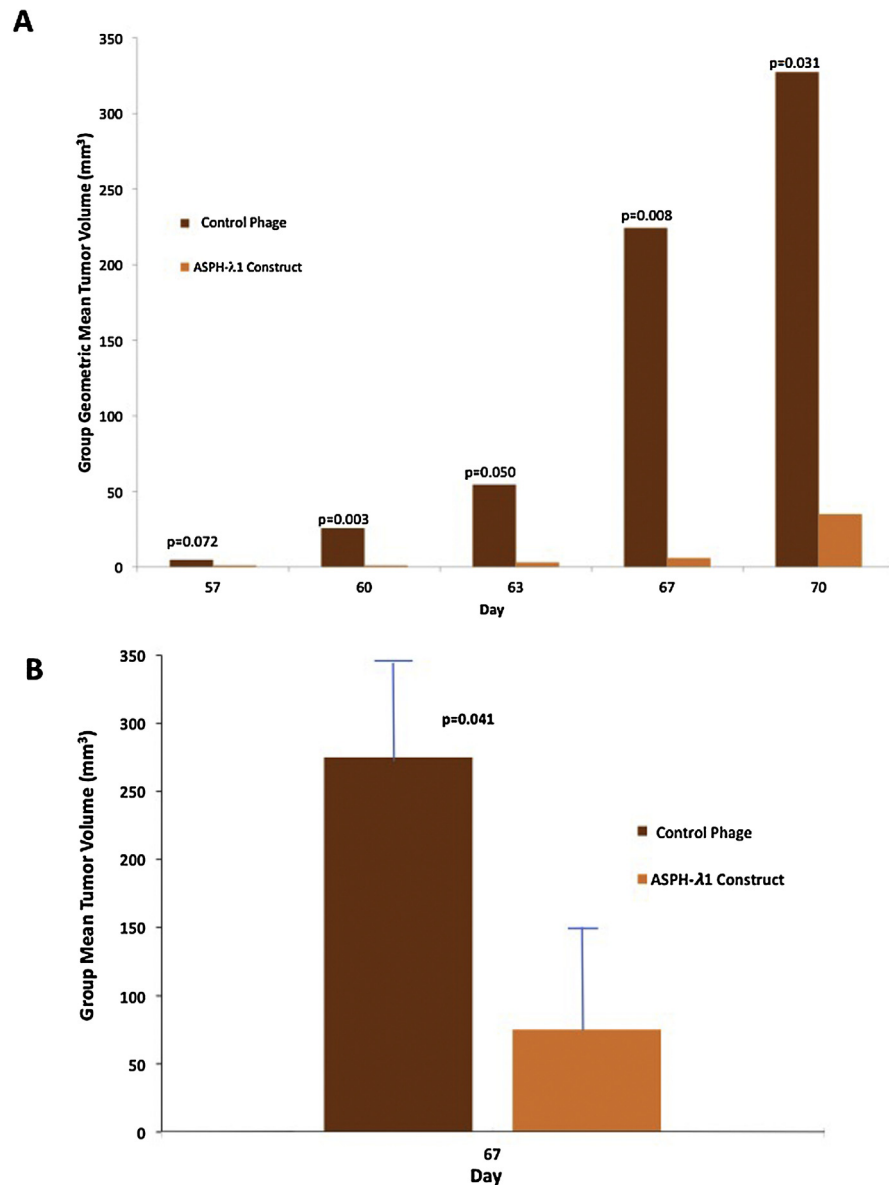 A
Group Geometric Mean Tumor Volume (mm³)
350
300
250
200
150
100
50
0
Control Phage
ASPH-λ1 Construct
p=0.072
p=0.003
p=0.050
p=0.008
p=0.031
57 60 63 67 70
Day
B
Group Mean Tumor Volume (mm³)
350
300
250
200
150
100
50
0
p=0.041
Control Phage
ASPH-λ1 Construct
67
Day